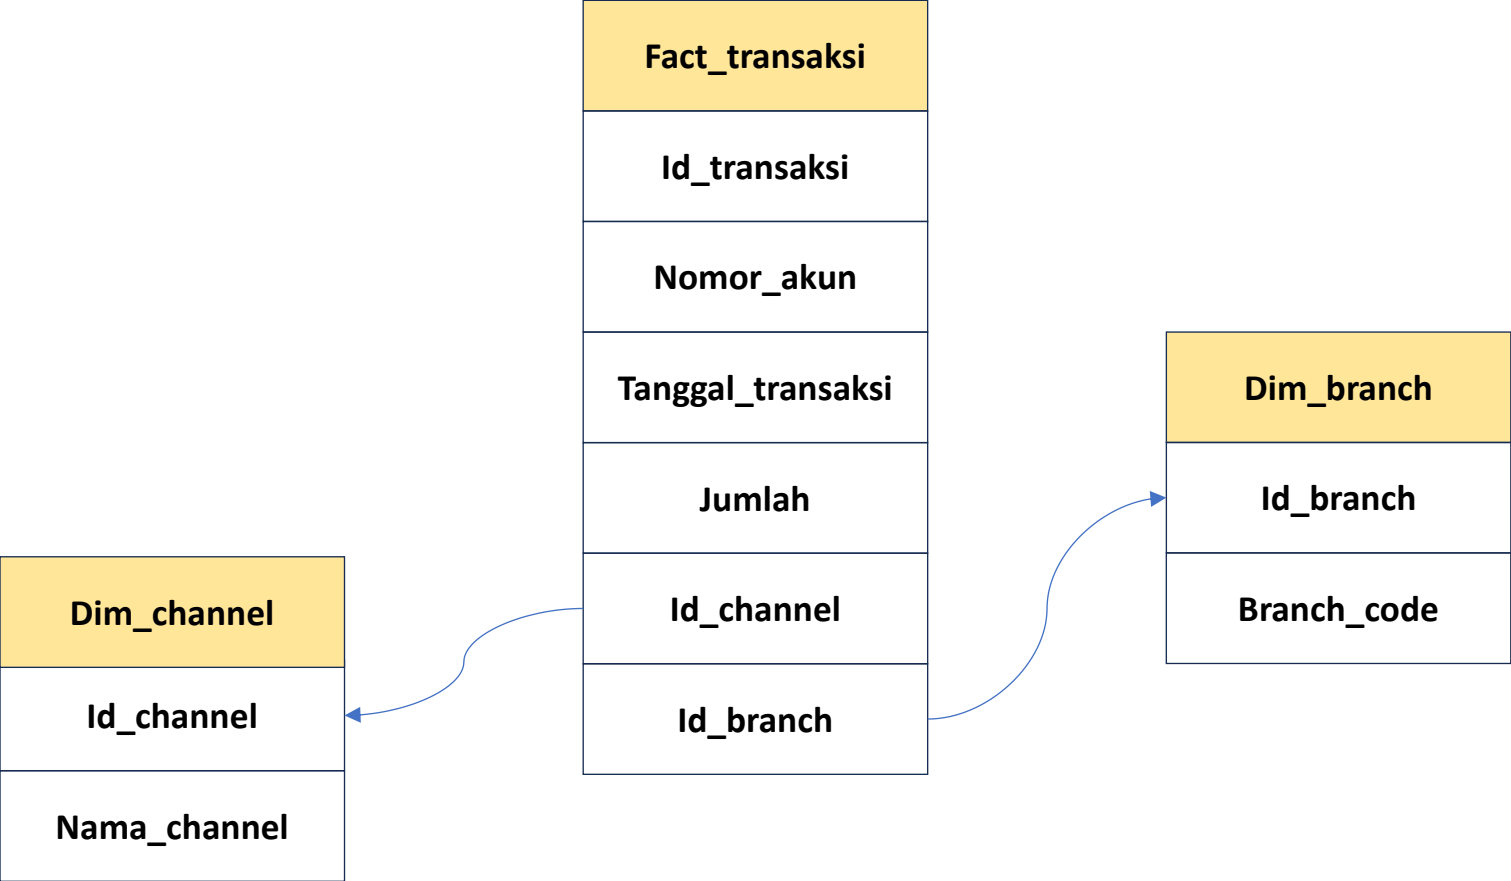 Fact_transaksi
Id_transaksi
Nomor_akun
Tanggal_transaksi
Jumlah
Id_channel
Id_branch
Dim_channel
Id_channel
Nama_channel
Dim_branch
Id_branch
Branch_code